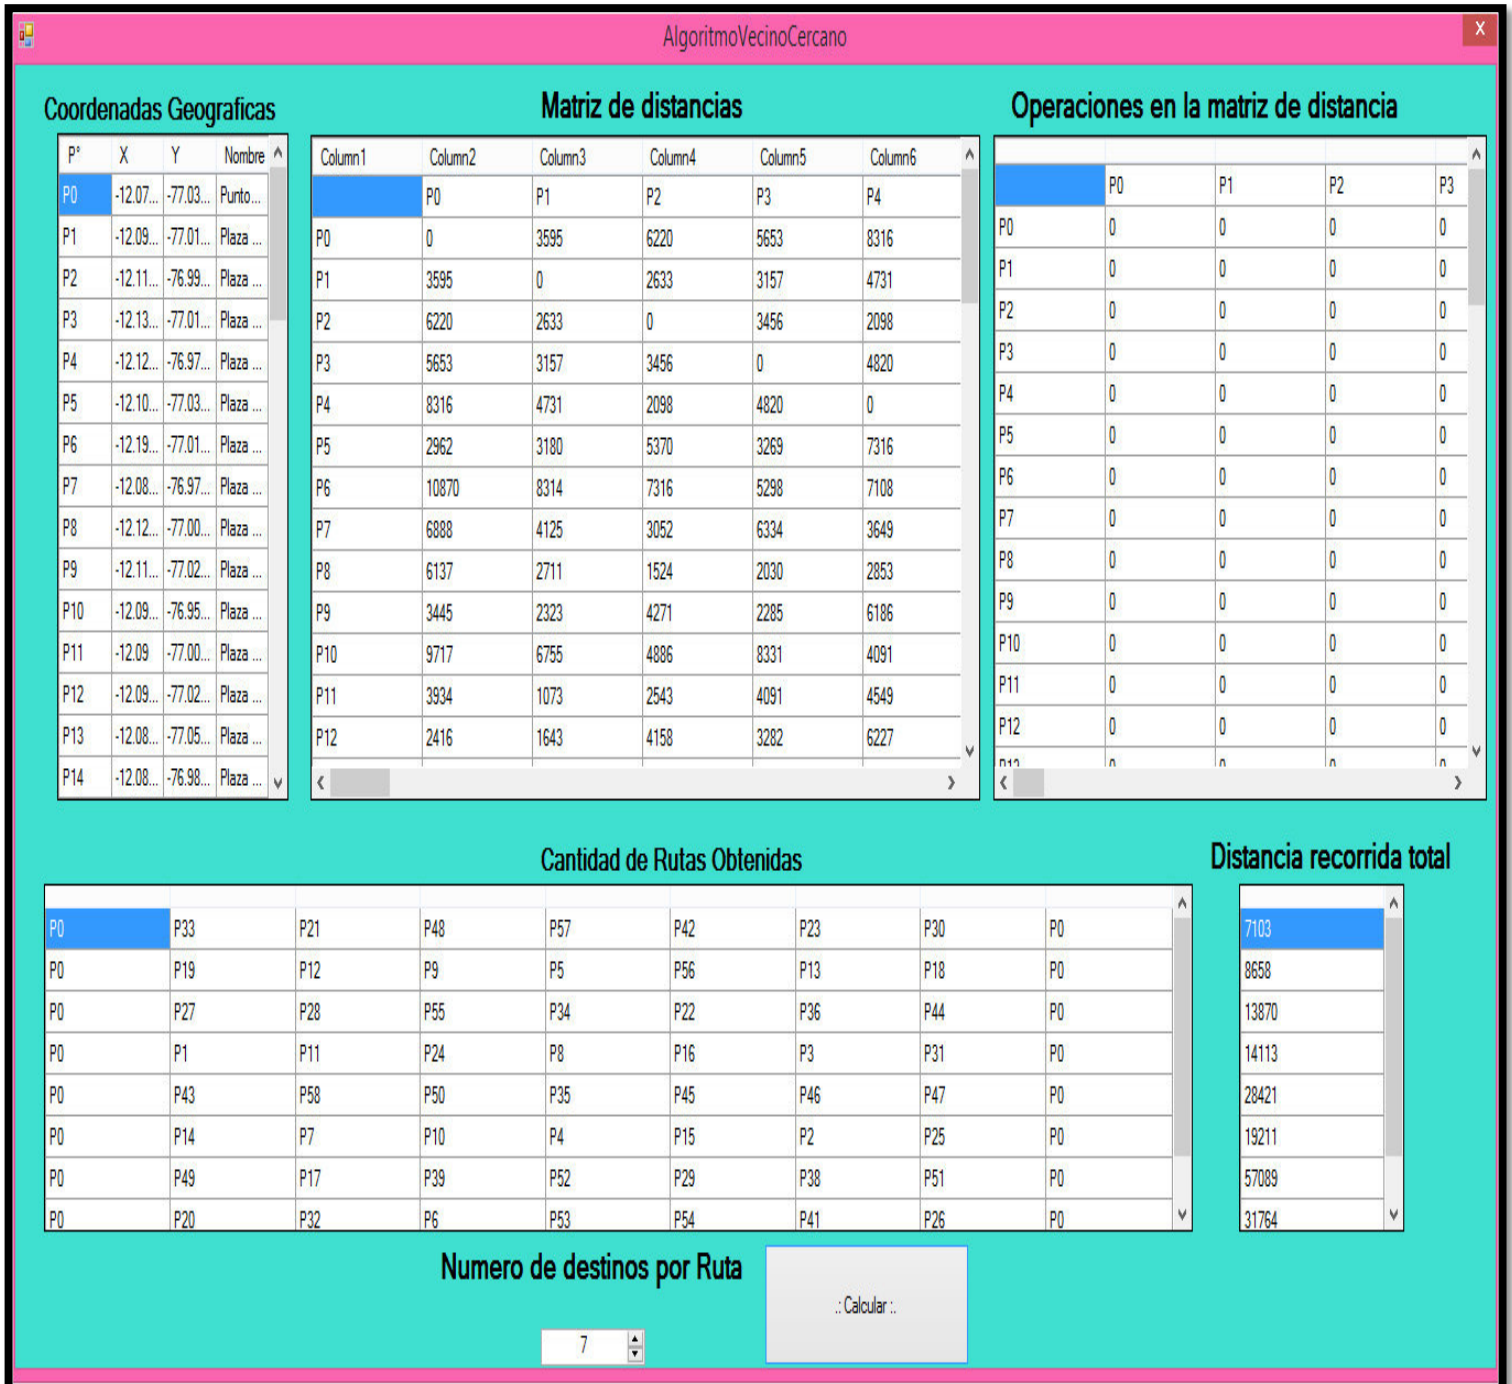 AlgoritmoVecinoCercano
X
Coordenadas Geograficas
P° X Y Nombre
P0 -12.07... -77.03... Punto...
P1 -12.09... -77.01... Plaza ...
P2 -12.11... -76.99... Plaza ...
P3 -12.13... -77.01... Plaza ...
P4 -12.12... -76.97... Plaza ...
P5 -12.10... -77.03... Plaza ...
P6 -12.19... -77.01... Plaza ...
P7 -12.08... -76.97... Plaza ...
P8 -12.12... -77.00... Plaza ...
P9 -12.11... -77.02... Plaza ...
P10 -12.09... -76.95... Plaza ...
P11 -12.09 -77.00... Plaza ...
P12 -12.09... -77.02... Plaza ...
P13 -12.08... -77.05... Plaza ...
P14 -12.08... -76.98... Plaza ...
Matriz de distancias
Column1 Column2 Column3 Column4 Column5 Column6
P0 P1 P2 P3 P4
P0 0 3595 6220 5653 8316
P1 3595 0 2633 3157 4731
P2 6220 2633 0 3456 2098
P3 5653 3157 3456 0 4820
P4 8316 4731 2098 4820 0
P5 2962 3180 5370 3269 7316
P6 10870 8314 7316 5298 7108
P7 6888 4125 3052 6334 3649
P8 6137 2711 1524 2030 2853
P9 3445 2323 4271 2285 6186
P10 9717 6755 4886 8331 4091
P11 3934 1073 2543 4091 4549
P12 2416 1643 4158 3282 6227
Operaciones en la matriz de distancia
P0 P1 P2 P3
P0 0 0 0 0
P1 0 0 0 0
P2 0 0 0 0
P3 0 0 0 0
P4 0 0 0 0
P5 0 0 0 0
P6 0 0 0 0
P7 0 0 0 0
P8 0 0 0 0
P9 0 0 0 0
P10 0 0 0 0
P11 0 0 0 0
P12 0 0 0 0
P13 0 0 0 0
Cantidad de Rutas Obtenidas
P0 P33 P21 P48 P57 P42 P23 P30 P0
P0 P19 P12 P9 P5 P56 P13 P18 P0
P0 P27 P28 P55 P34 P22 P36 P44 P0
P0 P1 P11 P24 P8 P16 P3 P31 P0
P0 P43 P58 P50 P35 P45 P46 P47 P0
P0 P14 P7 P10 P4 P15 P2 P25 P0
P0 P49 P17 P39 P52 P29 P38 P51 P0
P0 P20 P32 P6 P53 P54 P41 P26 P0
Distancia recorrida total
7103
8658
13870
14113
28421
19211
57089
31764
Numero de destinos por Ruta
7
.: Calcular :.